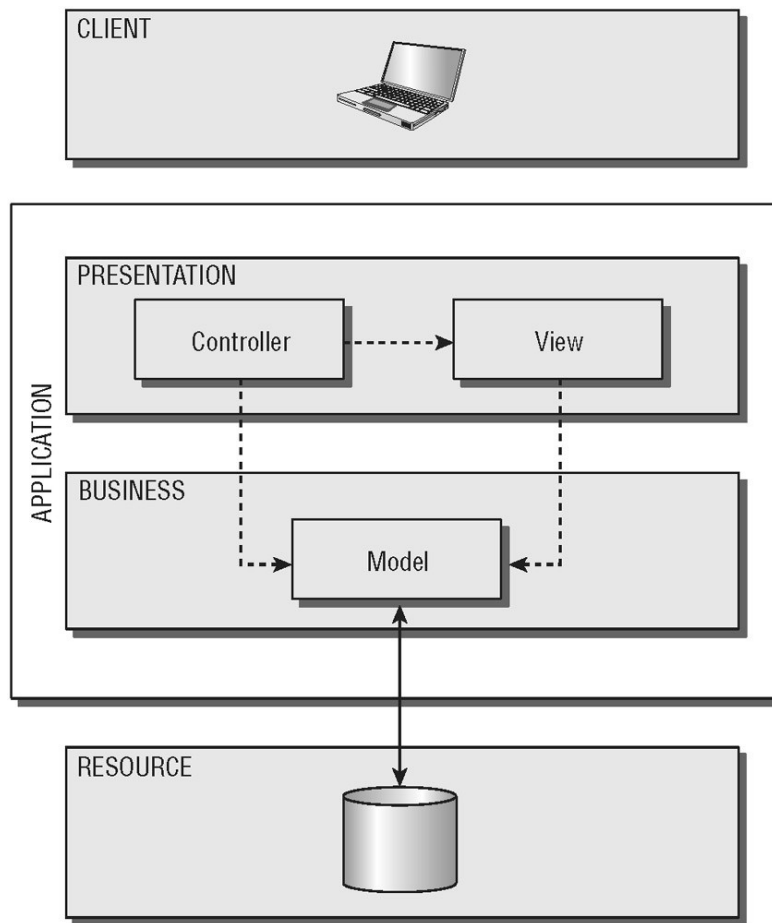 CLIENT
APPLICATION
PRESENTATION
Controller
View
BUSINESS
Model
RESOURCE